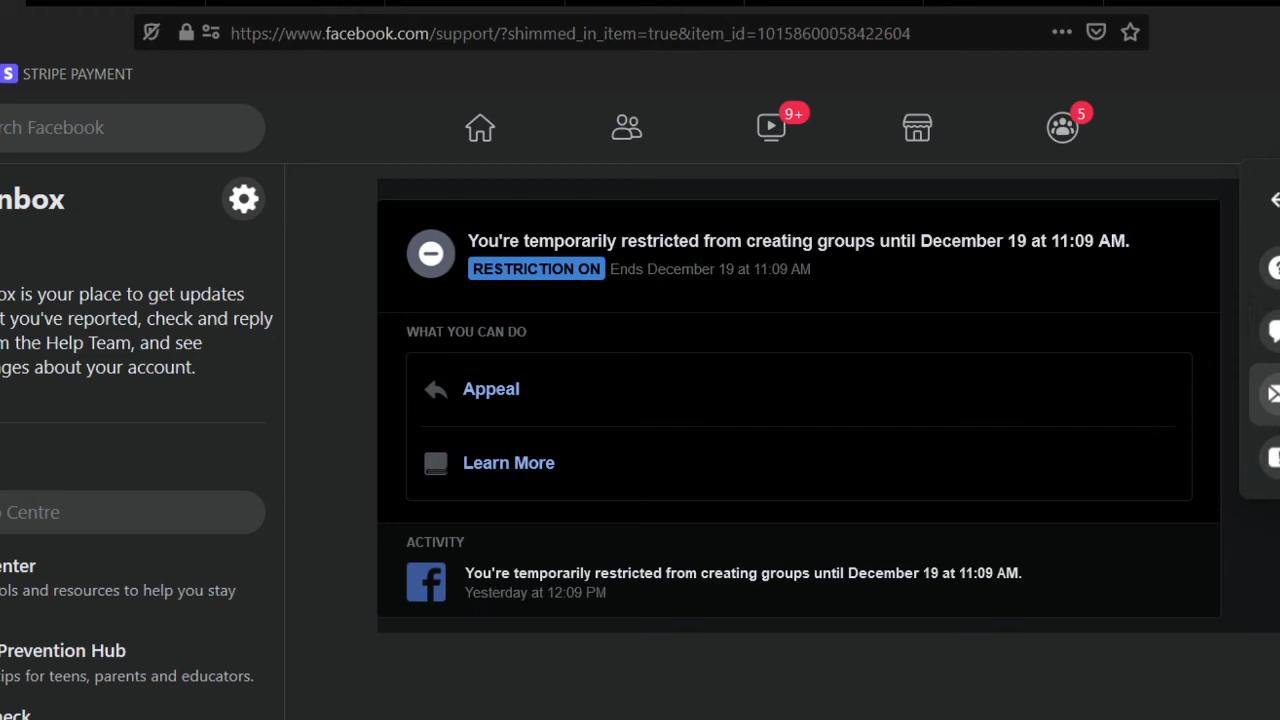 https://www.facebook.com/support/?shimmed_in_item=true&item_id=10158600058422604
S STRIPE PAYMENT
rch Facebook
9+
5
nbox
ox is your place to get updates
t you've reported, check and reply
m the Help Team, and see
ges about your account.
Centre
enter
ols and resources to help you stay
Prevention Hub
tips for teens, parents and educators.
eck
You're temporarily restricted from creating groups until December 19 at 11:09 AM.
RESTRICTION ON Ends December 19 at 11:09 AM
WHAT YOU CAN DO
Appeal
Learn More
ACTIVITY
You're temporarily restricted from creating groups until December 19 at 11:09 AM.
Yesterday at 12:09 PM